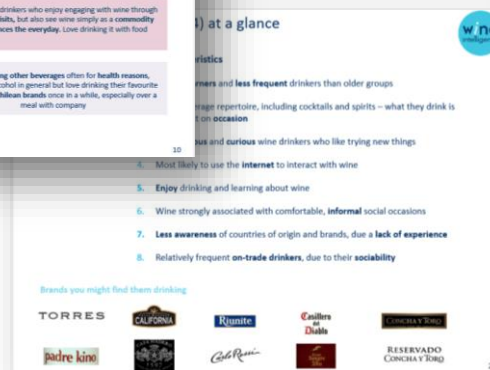 drinkers who enjoy engaging with wine through
visits, but also see wine simply as a commodity
nces the everyday. Love drinking it with food
ng other beverages often for health reasons,
cohol in general but love drinking their favourite
hilean brands once in a while, especially over a
meal with company
10
4) at a glance
wine
intelligence
ristics
rners and less frequent drinkers than older groups
rage repertoire, including cocktails and spirits – what they drink is
t on occasion
us and curious wine drinkers who like trying new things
4. Most likely to use the internet to interact with wine
5. Enjoy drinking and learning about wine
6. Wine strongly associated with comfortable, informal social occasions
7. Less awareness of countries of origin and brands, due a lack of experience
8. Relatively frequent on-trade drinkers, due to their sociability
Brands you might find them drinking
TORRES
CALIFORNIA
Riunite
Casillero del Diablo
CONCHA Y TORO
padre kino
Carlo Rossi
RESERVADO
CONCHA Y TORO